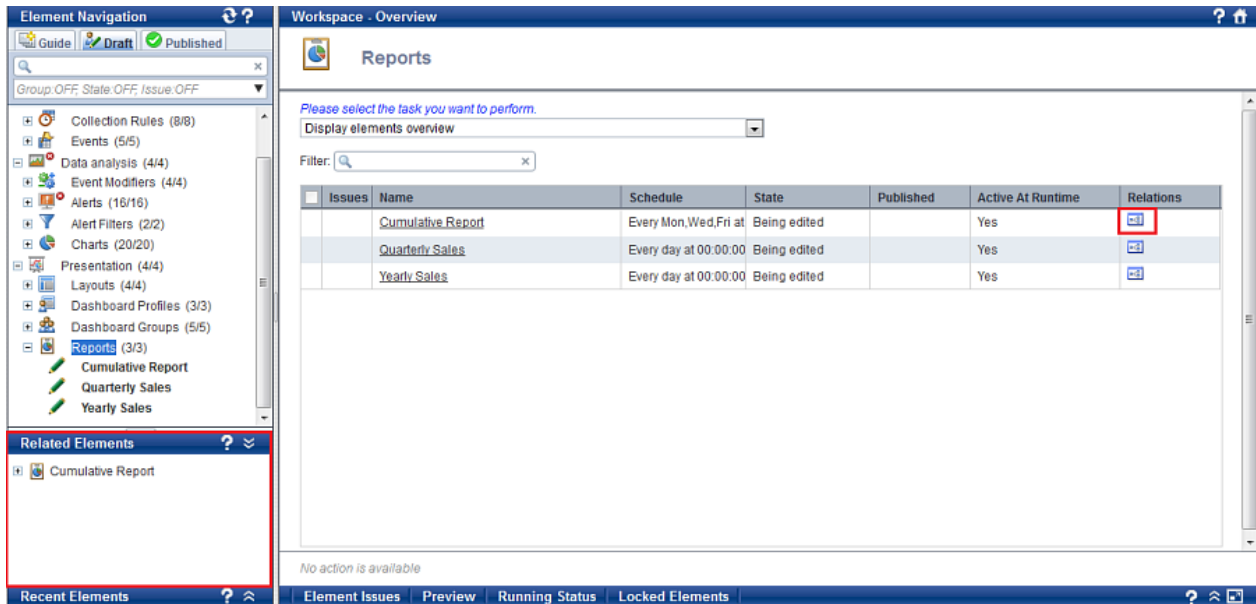 Element Navigation
Guide Draft Published
Group:OFF, State:OFF, Issue:OFF
Collection Rules (8/8)
Events (5/5)
Data analysis (4/4)
Event Modifiers (4/4)
Alerts (16/16)
Alert Filters (2/2)
Charts (20/20)
Presentation (4/4)
Layouts (4/4)
Dashboard Profiles (3/3)
Dashboard Groups (5/5)
Reports (3/3)
Cumulative Report
Quarterly Sales
Yearly Sales
Related Elements
Cumulative Report
Recent Elements
Workspace - Overview
Reports
Please select the task you want to perform.
Display elements overview
Filter:
Issues Name Schedule State Published Active At Runtime Relations
Cumulative Report Every Mon,Wed,Fri at Being edited Yes
Quarterly Sales Every day at 00:00:00 Being edited Yes
Yearly Sales Every day at 00:00:00 Being edited Yes
No action is available
Element Issues Preview Running Status Locked Elements